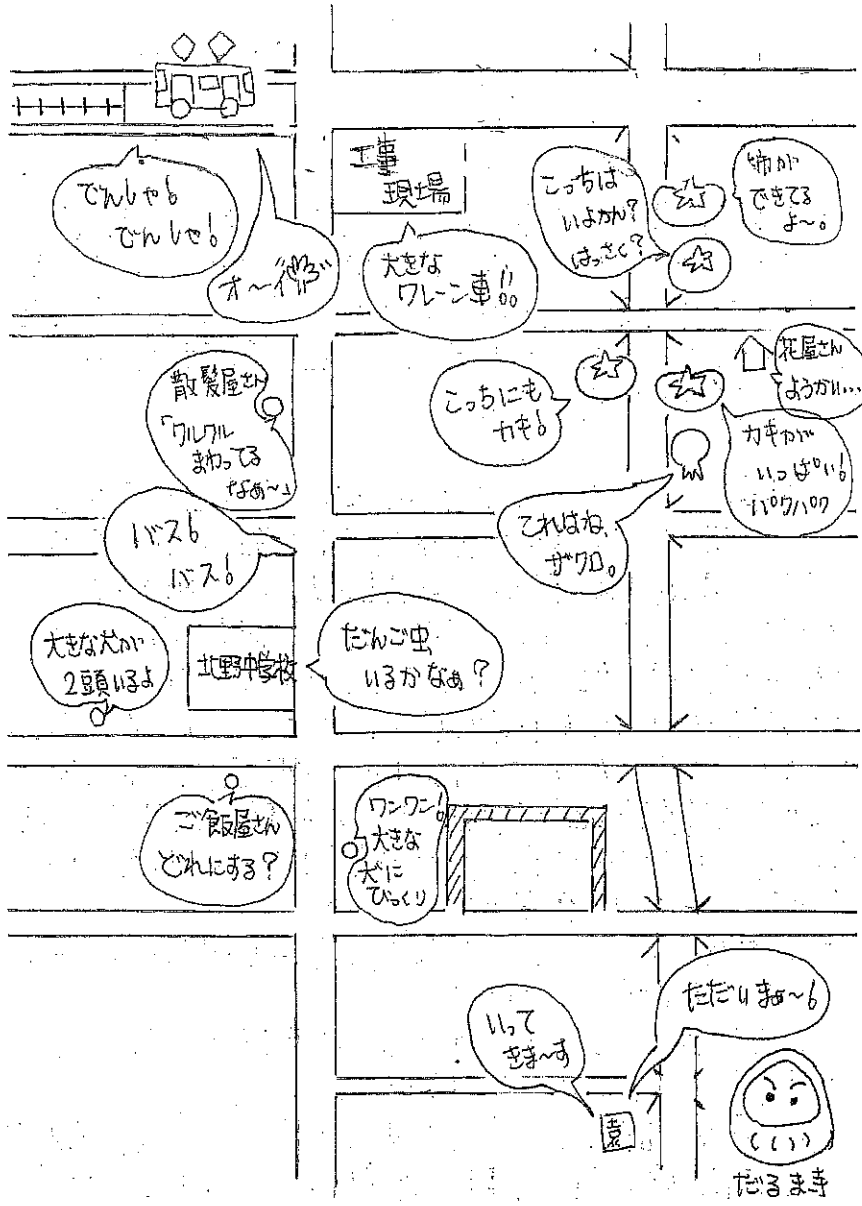 でんしゃ!
でんしゃ!
オ〜イ
工事
現場
大きな
クレーン車!!
こっちは
いよかん?
はっさく?
柿が
できてる
よ〜。
散髪屋さん
「クルクル
まわってる
なぁ〜」
こっちにも
カキ!
花屋さん
ようかい...
カキが
いっぱい!
パクパク
これはね、
ザクロ。
バス!
バス!
大きな犬が
2頭いるよ
北野中学校
だんご虫
いるかなぁ?
ご飯屋さん
どれにする?
ワンワン!
大きな
犬に
びっくり
いって
きま〜す
ただいまぁ〜!
園
だるま寺